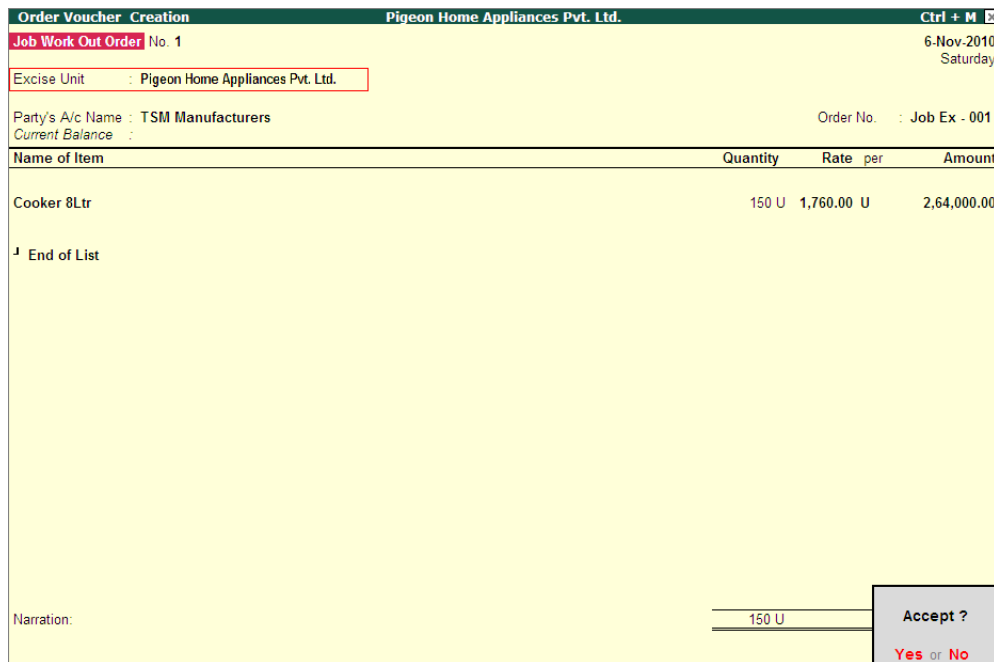 Order Voucher Creation Pigeon Home Appliances Pvt. Ltd. Ctrl + M
Job Work Out Order No. 1 6-Nov-2010
Saturday
Excise Unit : Pigeon Home Appliances Pvt. Ltd.
Party's A/c Name : TSM Manufacturers Order No. : Job Ex - 001
Current Balance :
Name of Item Quantity Rate per Amount
Cooker 8Ltr 150 U 1,760.00 U 2,64,000.00
End of List
Narration: 150 U
Accept ?
Yes or No